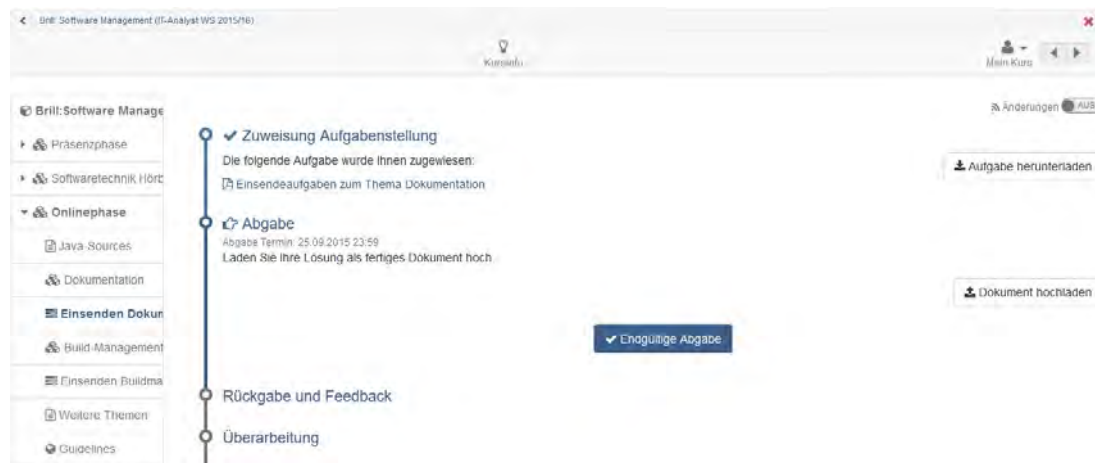 Brill: Software Management (IT-Analyst WS 2015/16)
Kursinfo
Mein Kurs
Brill:Software Manage
Änderungen AUS
Präsenzphase
Softwaretechnik Hörb
Onlinephase
Java-Sources
Dokumentation
Einsenden Dokum
Build-Management
Einsenden Buildma
Weitere Themen
Guidelines
Zuweisung Aufgabenstellung
Die folgende Aufgabe wurde Ihnen zugewiesen:
Einsendeaufgaben zum Thema Dokumentation
Aufgabe herunterladen
Abgabe
Abgabe Termin: 25.09.2015 23:59
Laden Sie Ihre Lösung als fertiges Dokument hoch.
Dokument hochladen
Endgültige Abgabe
Rückgabe und Feedback
Überarbeitung